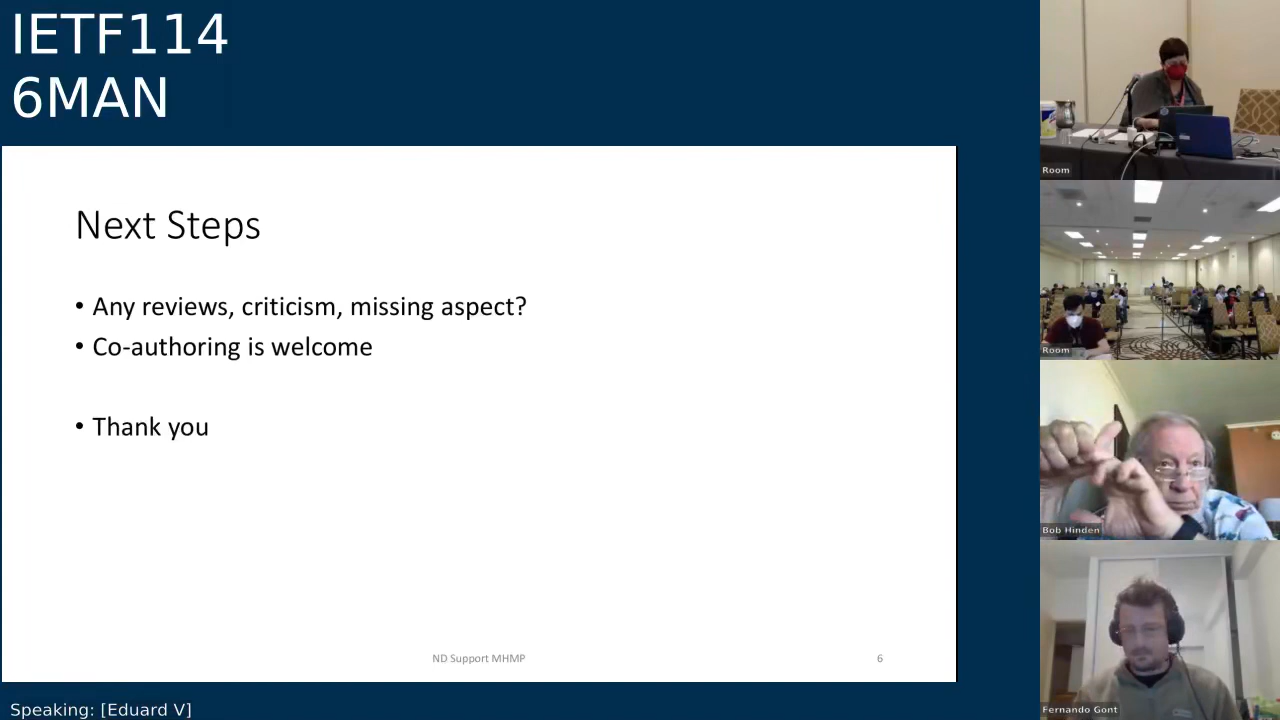 IETF114
6MAN
Next Steps
• Any reviews, criticism, missing aspect?
• Co-authoring is welcome
• Thank you
ND Support MHMP
6
Speaking: [Eduard V]
Room
Room
Bob Hinden
Fernando Gont